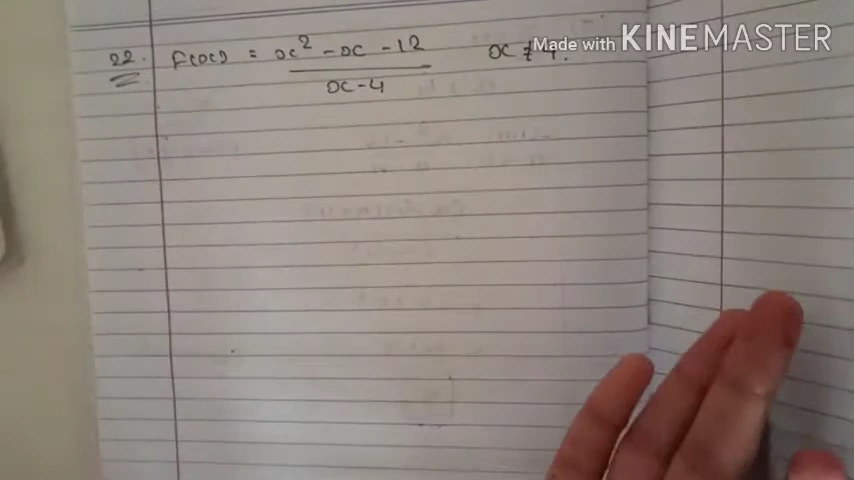 Made with KINEMASTER
22. f(x) = x² - x - 12 x ≠ 4.
x - 4